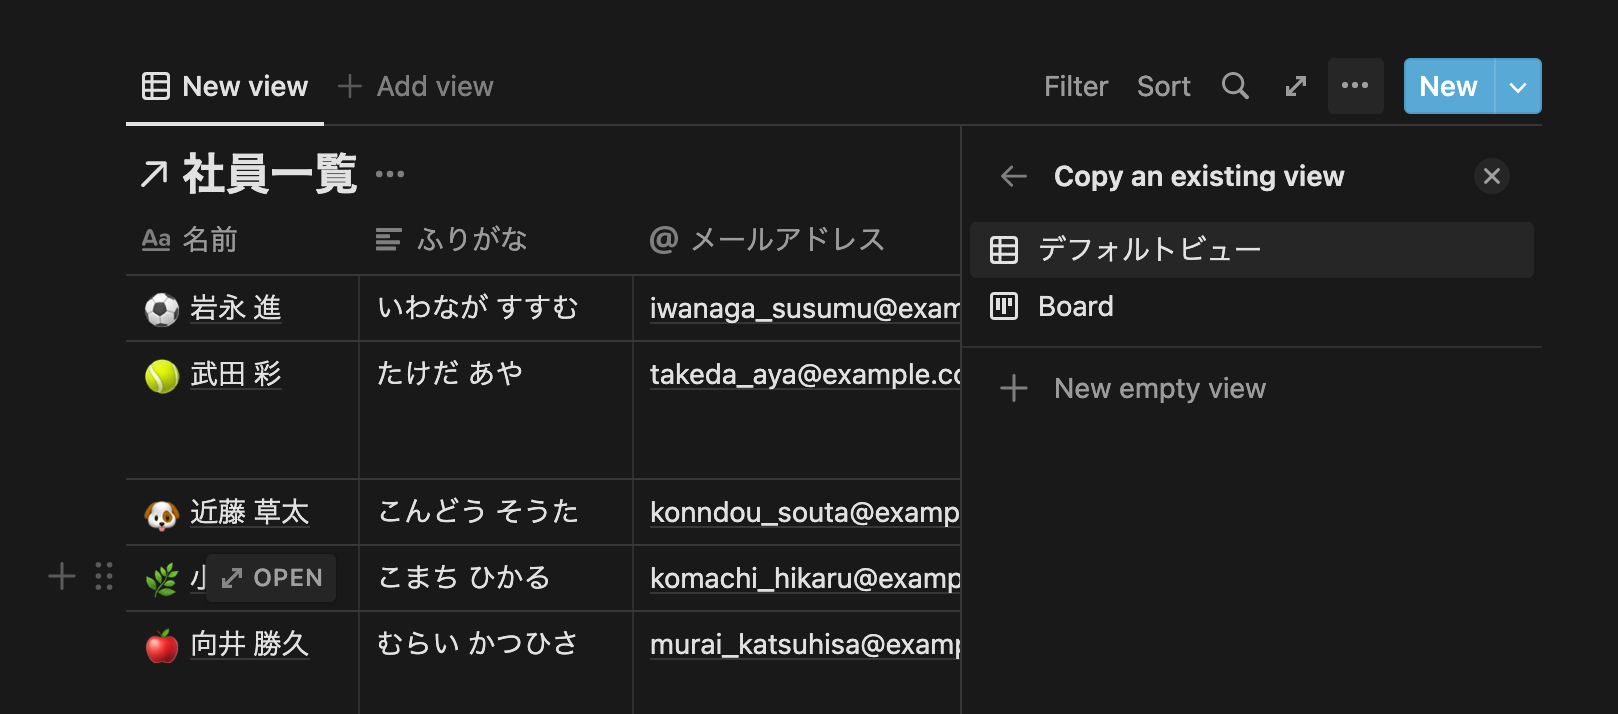 New view + Add view Filter Sort New
社員一覧 ...
Copy an existing view
Aa 名前 ふりがな @ メールアドレス
デフォルトビュー
Board
岩永 進 いわなが すすむ iwanaga_susumu@exam
武田 彩 たけだ あや takeda_aya@example.co
+ New empty view
近藤 草太 こんどう そうた konndou_souta@examp
小 OPEN こまち ひかる komachi_hikaru@examp
向井 勝久 むらい かつひさ murai_katsuhisa@examp